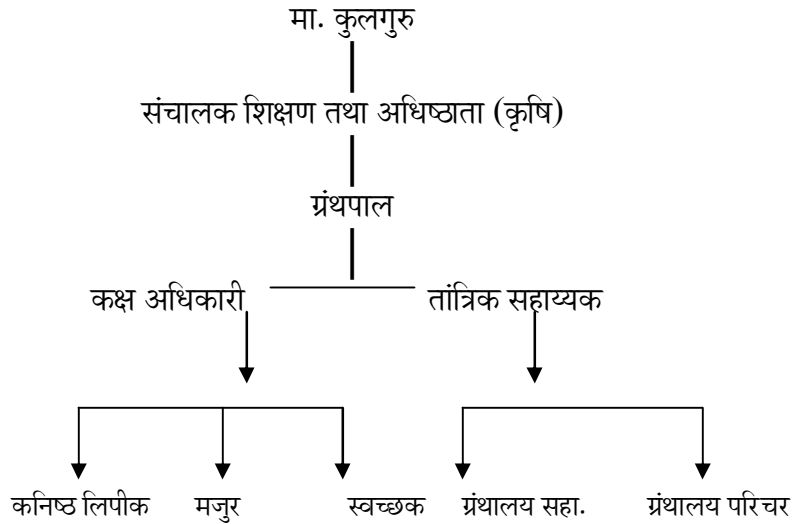 मा. कुलगुरु
संचालक शिक्षण तथा अधिष्ठाता (कृषि)
ग्रंथपाल
कक्ष अधिकारी तांत्रिक सहाय्यक
कनिष्ठ लिपीक मजुर स्वच्छक ग्रंथालय सहा. ग्रंथालय परिचर